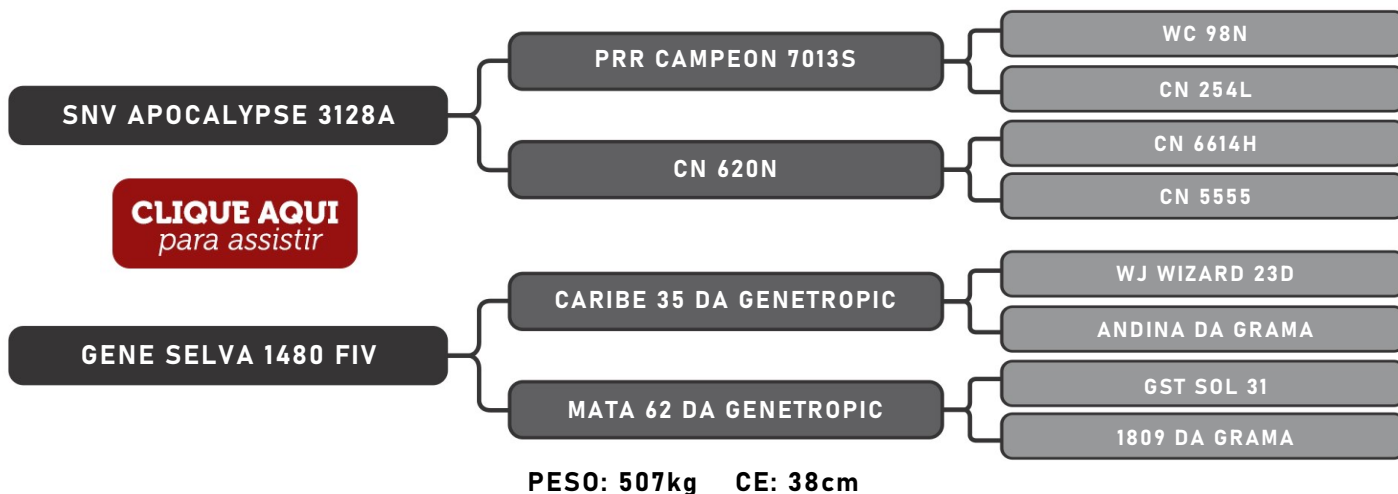 SNV APOCALYPSE 3128A
PRR CAMPEON 7013S
WC 98N
CN 254L
CN 620N
CN 6614H
CN 5555
CLIQUE AQUI
para assistir
GENE SELVA 1480 FIV
CARIBE 35 DA GENETROPIC
WJ WIZARD 23D
ANDINA DA GRAMA
MATA 62 DA GENETROPIC
GST SOL 31
1809 DA GRAMA
PESO: 507kg CE: 38cm